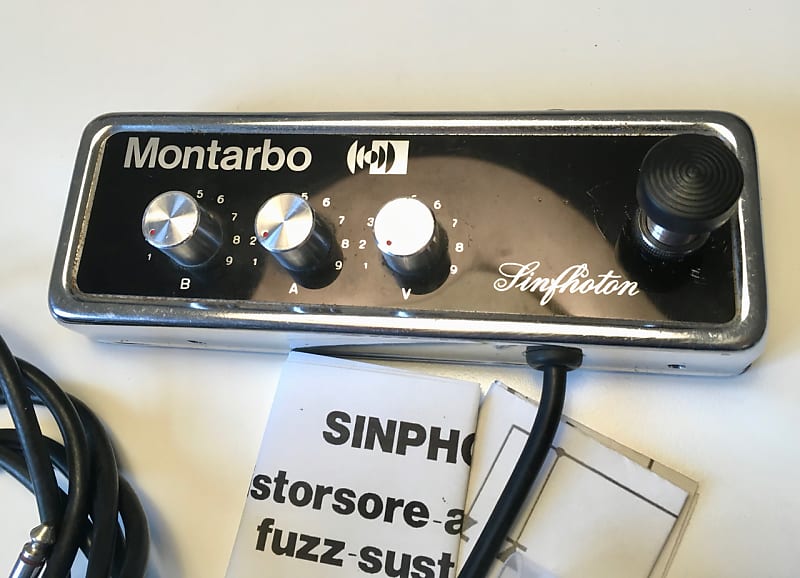 Montarbo
5 6 7 8 9 1 B
5 6 7 8 9 2 1 A
5 6 7 8 9 3 2 1 V
Sinfhoton
SINPHO
storsore-a
fuzz-sust